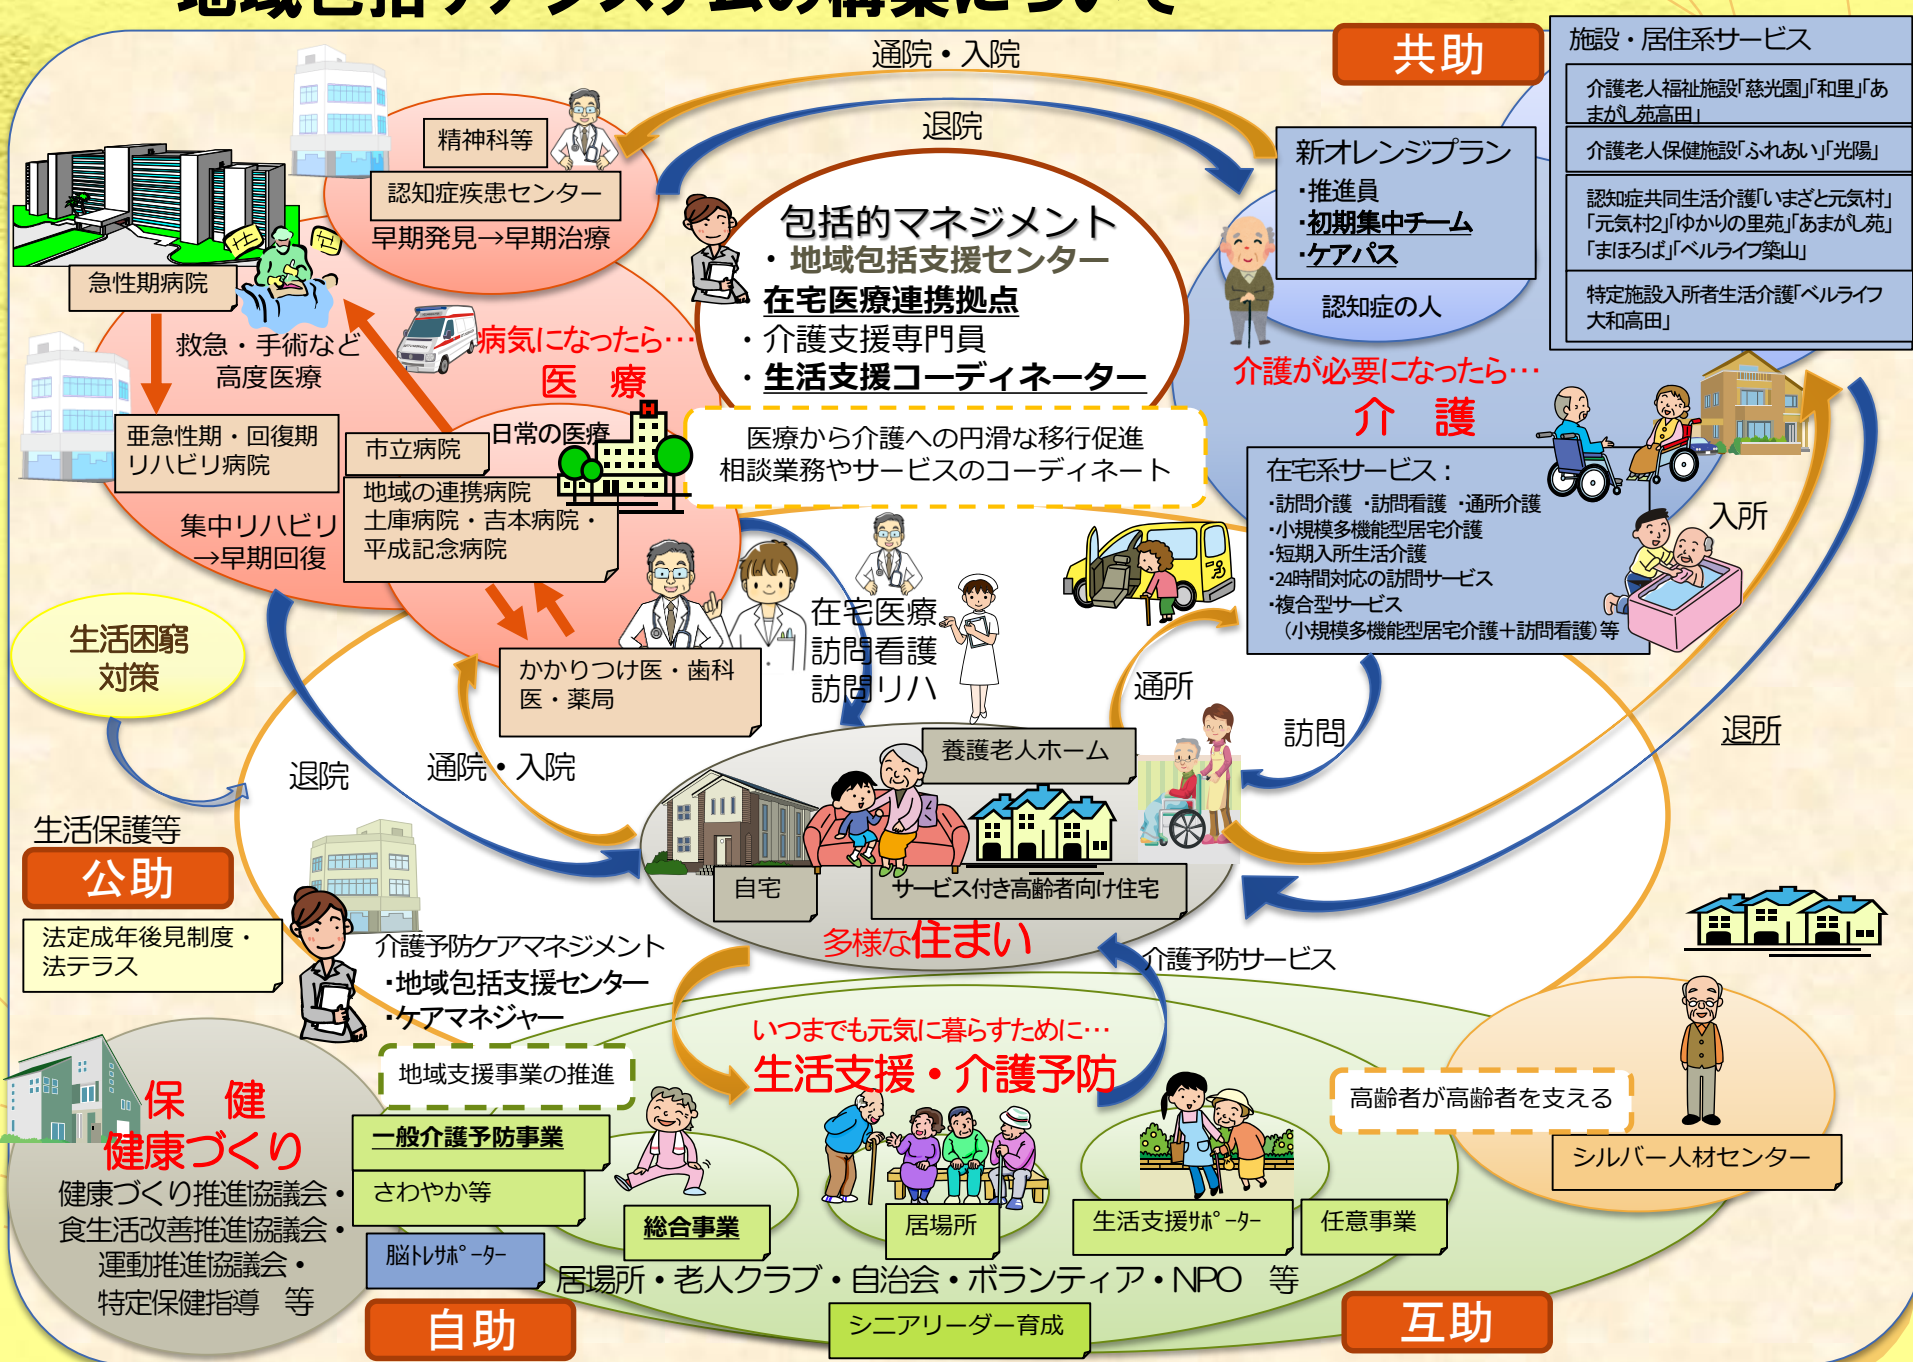 地域包括ケアシステムの構築について
通院・入院
退院
共助
施設・居住系サービス
介護老人福祉施設「慈光園」「和里」「あ
まがし苑高田」
介護老人保健施設「ふれあい」「光陽」
認知症共同生活介護「いまざと元気村」
「元気村2」「ゆかりの里苑」「あまがし苑」
「まほろば」「ベルライフ築山」
特定施設入所者生活介護「ベルライフ
大和高田」
精神科等
認知症疾患センター
早期発見→早期治療
急性期病院
救急・手術など
高度医療
病気になったら…
医 療
包括的マネジメント
・地域包括支援センター
在宅医療連携拠点
・介護支援専門員
・生活支援コーディネーター
医療から介護への円滑な移行促進
相談業務やサービスのコーディネート
新オレンジプラン
・推進員
・初期集中チーム
・ケアパス
認知症の人
介護が必要になったら…
介 護
亜急性期・回復期
リハビリ病院
集中リハビリ
→早期回復
市立病院
日常の医療
地域の連携病院
土庫病院・吉本病院・
平成記念病院
かかりつけ医・歯科
医・薬局
在宅医療
訪問看護
訪問リハ
在宅系サービス:
・訪問介護 ・訪問看護 ・通所介護
・小規模多機能型居宅介護
・短期入所生活介護
・24時間対応の訪問サービス
・複合型サービス
(小規模多機能型居宅介護+訪問看護)等
入所
退所
通所
訪問
生活困窮
対策
退院
通院・入院
生活保護等
公助
法定成年後見制度・
法テラス
養護老人ホーム
自宅
サービス付き高齢者向け住宅
多様な住まい
介護予防ケアマネジメント
・地域包括支援センター
・ケアマネジャー
介護予防サービス
地域支援事業の推進
いつまでも元気に暮らすために…
生活支援・介護予防
高齢者が高齢者を支える
シルバー人材センター
保 健
健康づくり
健康づくり推進協議会・
食生活改善推進協議会・
運動推進協議会・
特定保健指導 等
一般介護予防事業
さわやか等
脳トレサポーター
総合事業
居場所
生活支援サポーター
任意事業
居場所・老人クラブ・自治会・ボランティア・NPO 等
シニアリーダー育成
自助
互助